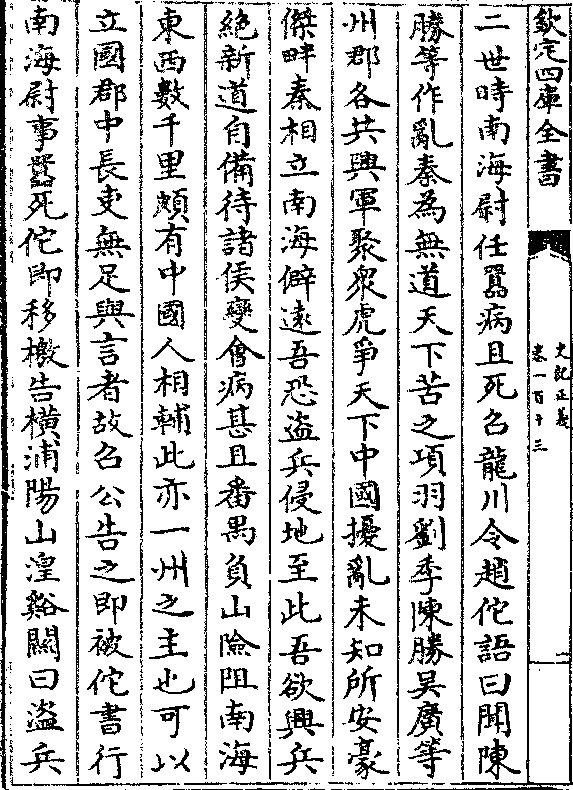 欽定四庫全書
史記正義
卷一百十三
一
二世時南海尉任囂病且死召龍川令趙佗語曰聞陳
勝等作亂秦為無道天下苦之項羽劉季陳勝吳廣等
州郡各共興軍聚眾虎爭天下中國擾亂未知所安豪
傑畔秦相立南海僻遠吾恐盜兵侵地至此吾欲興兵
絕新道自備待諸侯變會病甚且番禺負山險阻南海
東西數千里頗有中國人相輔此亦一州之主也可以
立國郡中長吏無足與言者故召公告之即被佗書行
南海尉事囂死佗即移檄告橫浦陽山湟谿關曰盜兵